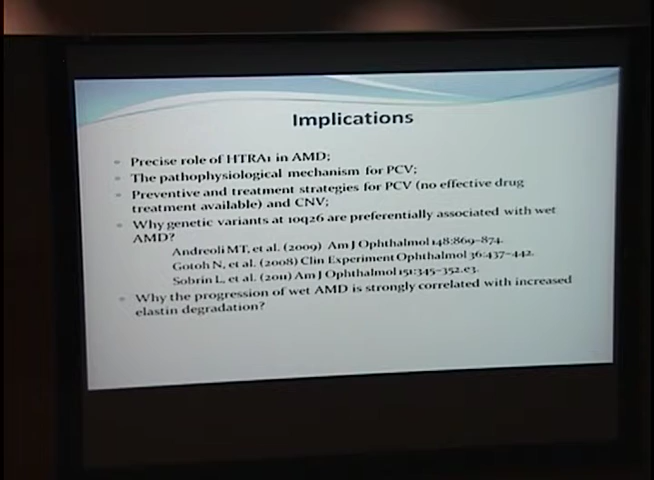 Implications
Precise role of HTRA1 in AMD;
The pathophysiological mechanism for PCV;
Preventive and treatment strategies for PCV (no effective drug
treatment available) and CNV;
Why genetic variants at 10q26 are preferentially associated with wet
AMD?
Andreoli MT, et al. (2009) Am J Ophthalmol 148:869–874.
Gotoh N, et al. (2008) Clin Experiment Ophthalmol 36:437–442.
Sobrin L, et al. (2011) Am J Ophthalmol 151:345–352.e3.
Why the progression of wet AMD is strongly correlated with increased
elastin degradation?